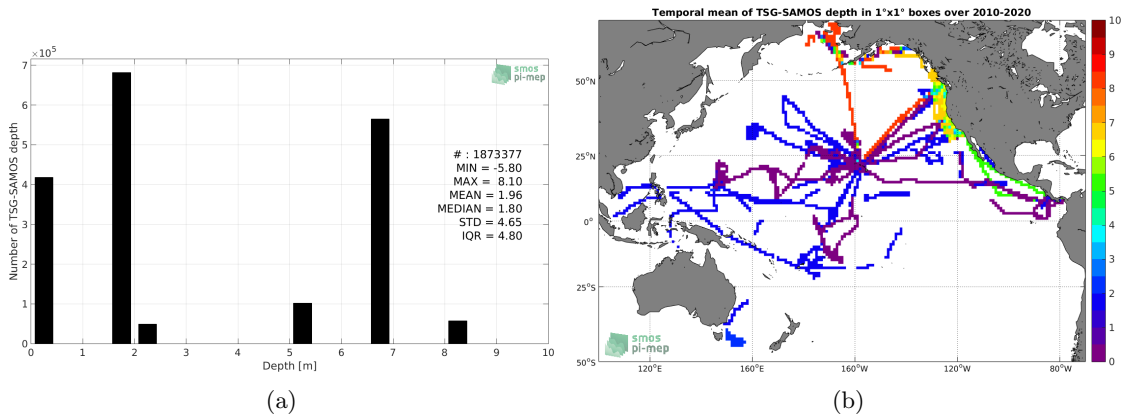 Temporal mean of TSG-SAMOS depth in 1°x1° boxes over 2010-2020
×10⁵
7
6
5
4
3
2
1
0
Number of TSG-SAMOS depth
smos
pi-mep
# : 1873377
MIN = -5.80
MAX = 8.10
MEAN = 1.96
MEDIAN = 1.80
STD = 4.65
IQR = 4.80
0 1 2 3 4 5 6 7 8 9 10
Depth [m]
(a)
50°N
25°N
0°
25°S
50°S
smos
pi-mep
120°E 160°E 160°W 120°W 80°W
10
9
8
7
6
5
4
3
2
1
0
(b)